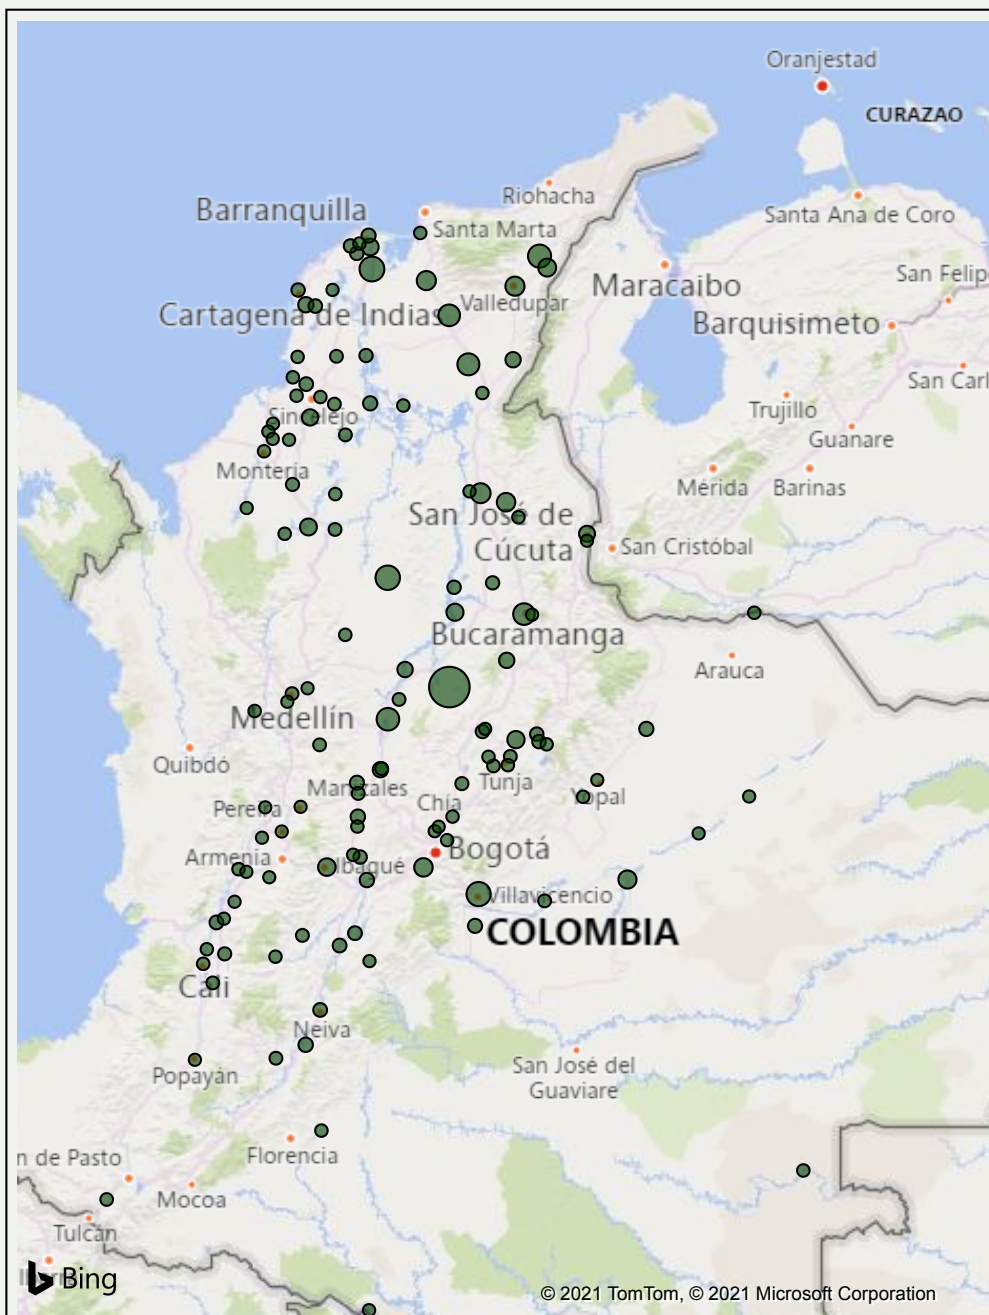 Oranjestad
CURAZAO
Riohacha
Barranquilla
Santa Marta
Santa Ana de Coro
Maracaibo
San Felip
Valledupar
Cartagena de Indias
Barquisimeto
San Carl
Trujillo
Sincelejo
Guanare
Montería
Mérida
Barinas
San José de
Cúcuta
San Cristóbal
Bucaramanga
Arauca
Medellín
Quibdó
Manizales
Tunja
Yopal
Pereira
Chía
Bogotá
Armenia
Ibagué
Villavicencio
COLOMBIA
Cali
Neiva
San José del
Guaviare
Popayán
Florencia
n de Pasto
Mocoa
Tulcán
Bing
© 2021 TomTom, © 2021 Microsoft Corporation